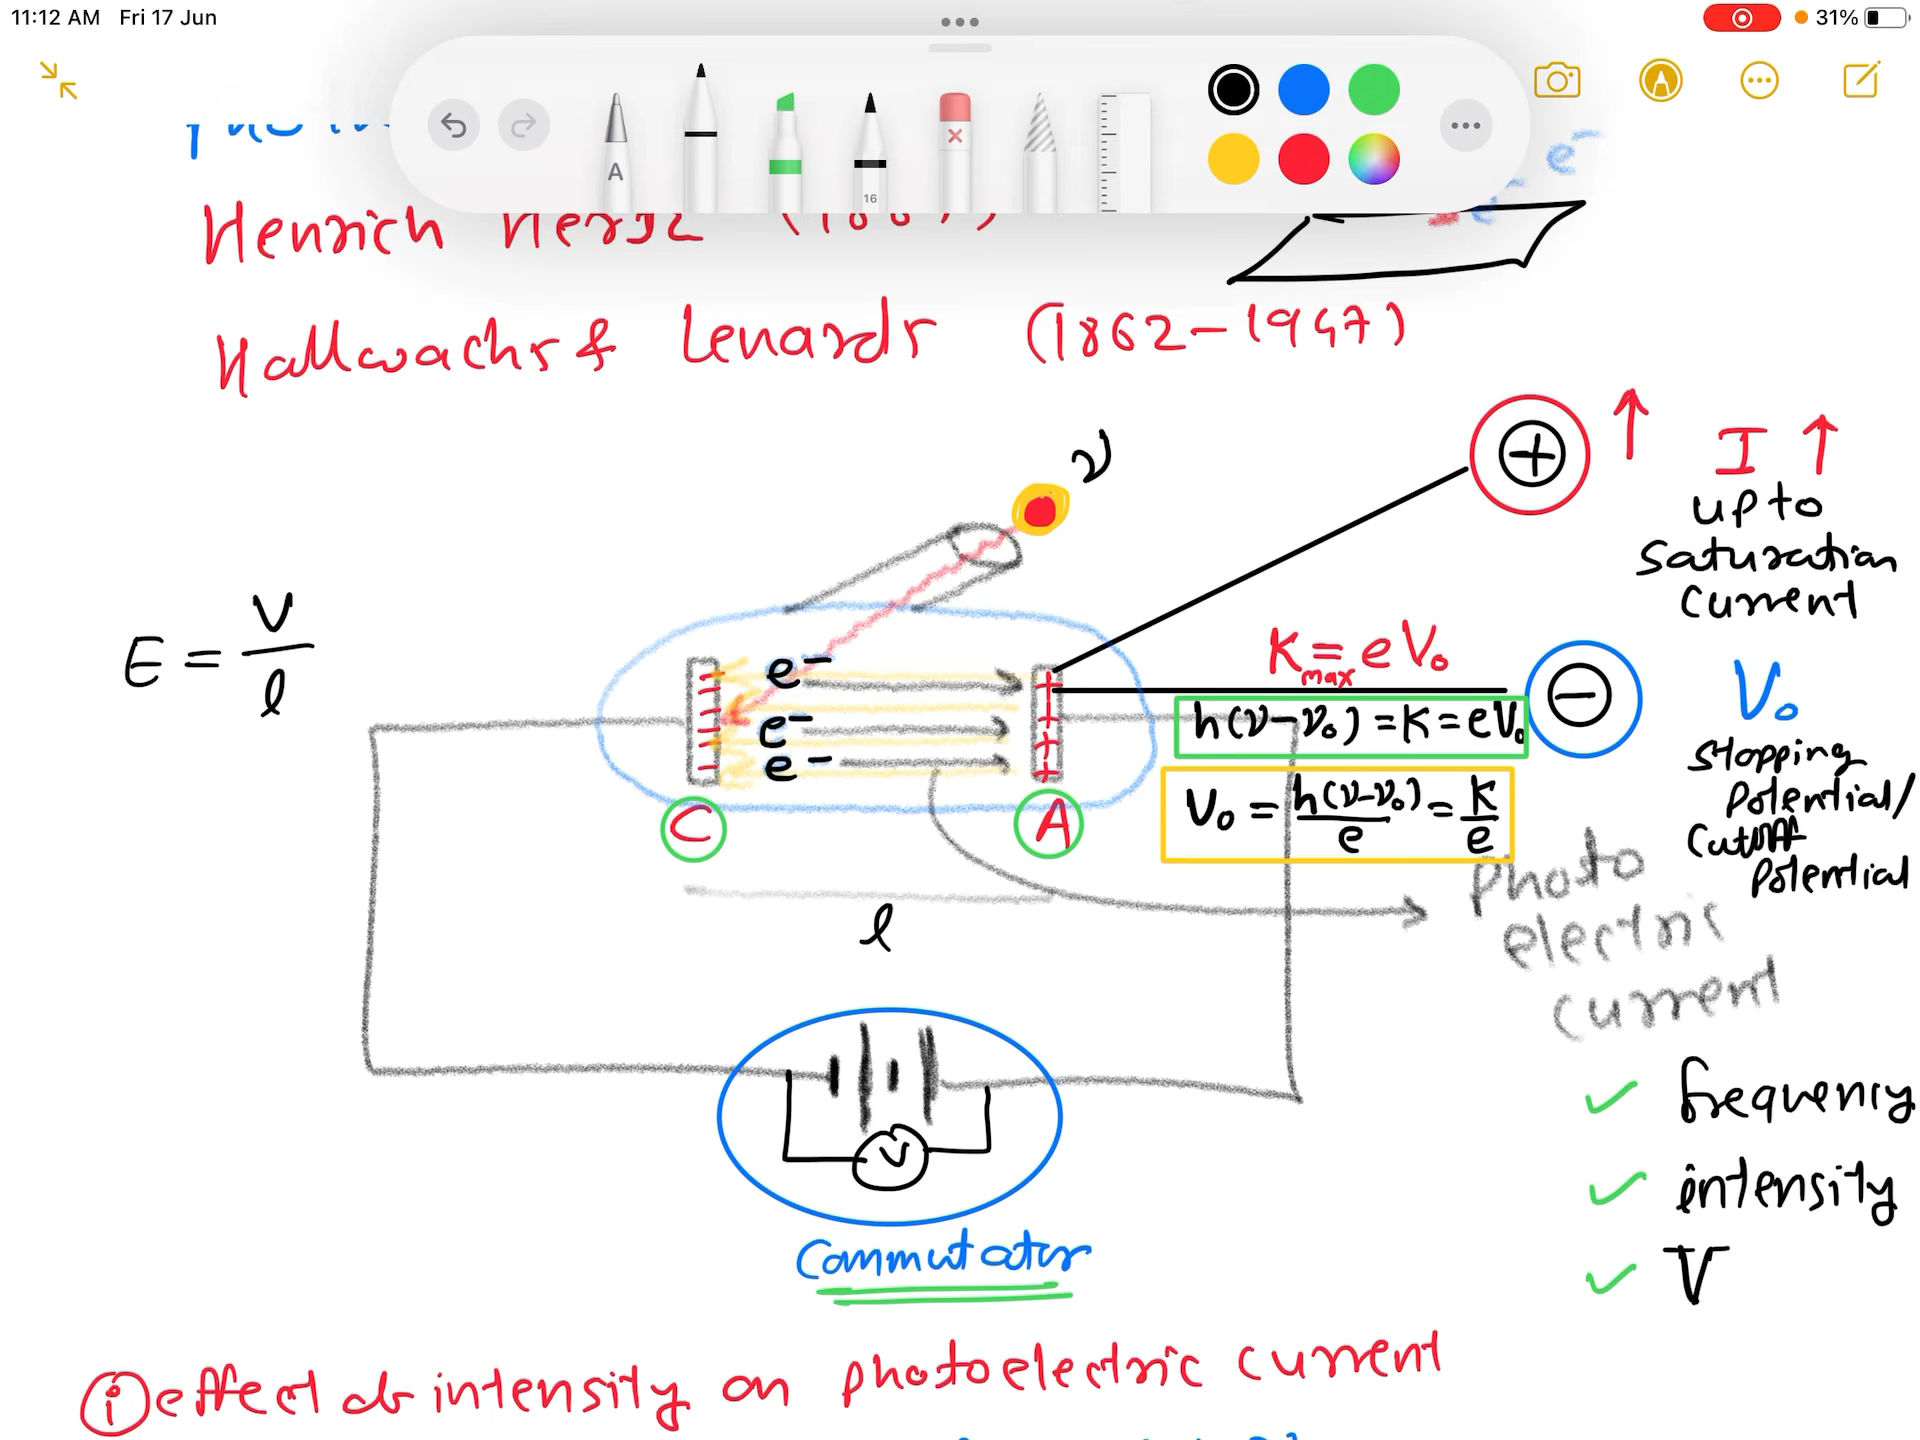 11:12 AM Fri 17 Jun
31%
A
16
e⁻
e⁻
Henrich Hertz
Hallwachs & Lenards (1862-1947)
ν
+ ↑ I ↑
upto
Saturation
Current
E = V/l
K max = eV₀
e⁻
e⁻
e⁻
h(ν-ν₀) = K = eV₀
V₀ = h(ν-ν₀)/e = K/e
−
V₀
Stopping
Potential/
Cutoff
Potential
C
A
l
Photo
electric
current
V
Commutator
✓ frequency
✓ intensity
✓ V
(i) effect of intensity on photoelectric current